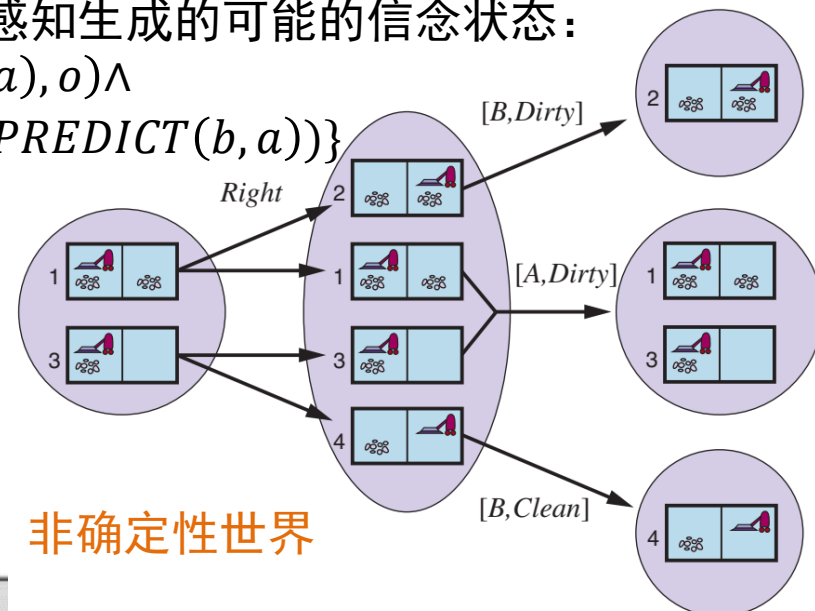 感知生成的可能的信念状态：
a), o)∧
PREDICT(b, a))}
Right
[B,Dirty]
[A,Dirty]
[B,Clean]
1
3
2
1
3
4
2
1
3
4
非确定性世界